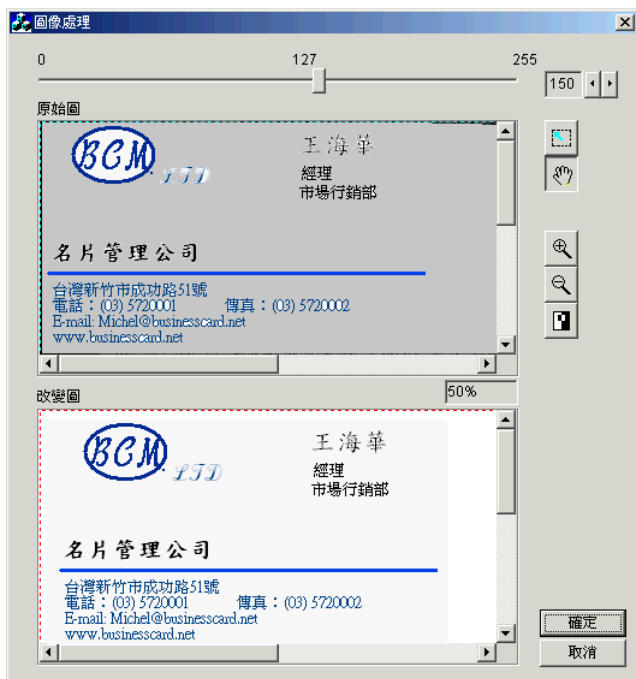 圖像處理
0 127 255
150
原始圖
BCM
LTD
王海華
經理
市場行銷部
名片管理公司
台灣新竹市成功路51號
電話：(03) 5720001 傳真：(03) 5720002
E-mail: Michel@businesscard.net
www.businesscard.net
改變圖
50%
BCM
LTD
王海華
經理
市場行銷部
名片管理公司
台灣新竹市成功路51號
電話：(03) 5720001 傳真：(03) 5720002
E-mail: Michel@businesscard.net
www.businesscard.net
確定
取消